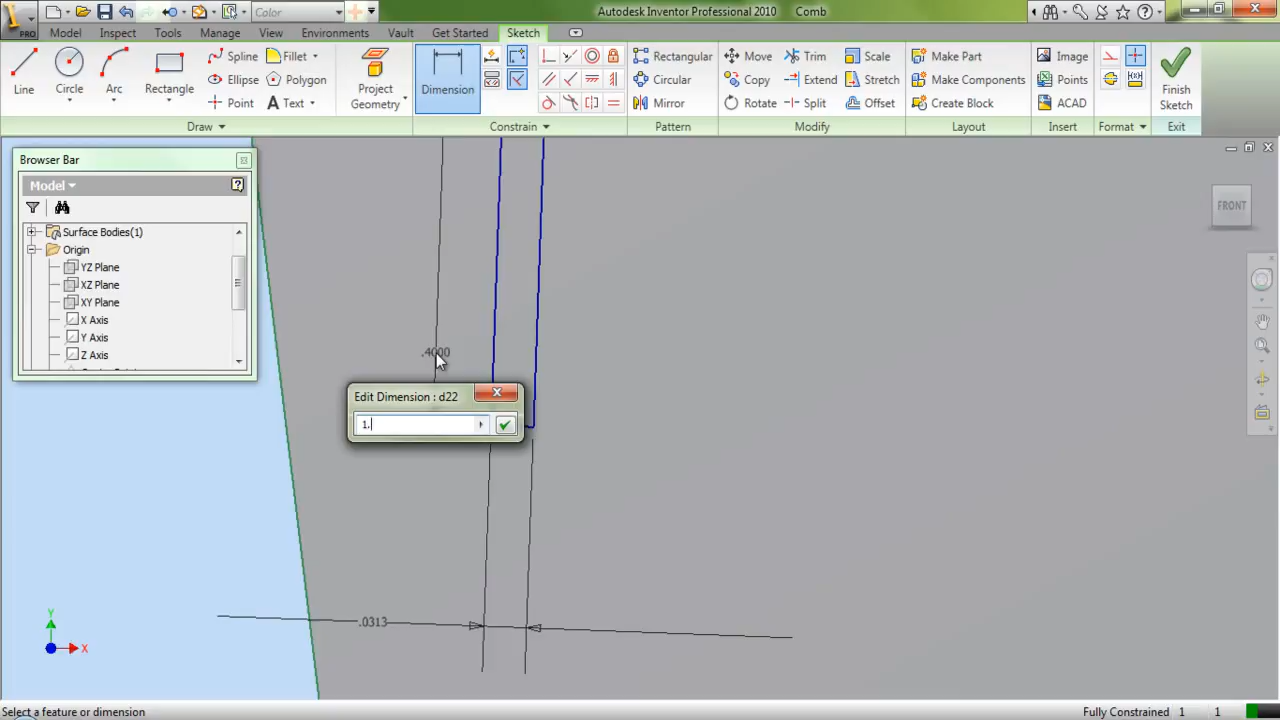 Color
Autodesk Inventor Professional 2010 Comb
PRO
Model Inspect Tools Manage View Environments Vault Get Started Sketch
Line
Circle
Arc
Rectangle
Spline
Fillet
Ellipse
Polygon
Point
A Text
Draw
Project
Geometry
Dimension
Constrain
Rectangular
Circular
Mirror
Pattern
Move
Copy
Rotate
Trim
Extend
Split
Scale
Stretch
Offset
Modify
Make Part
Make Components
Create Block
Layout
Image
Points
ACAD
Insert
Format
Finish
Sketch
Exit
Browser Bar
Model
Surface Bodies(1)
Origin
YZ Plane
XZ Plane
XY Plane
X Axis
Y Axis
Z Axis
FRONT
.4000
Edit Dimension : d22
1.
.0313
Y
X
Select a feature or dimension
Fully Constrained 1 1